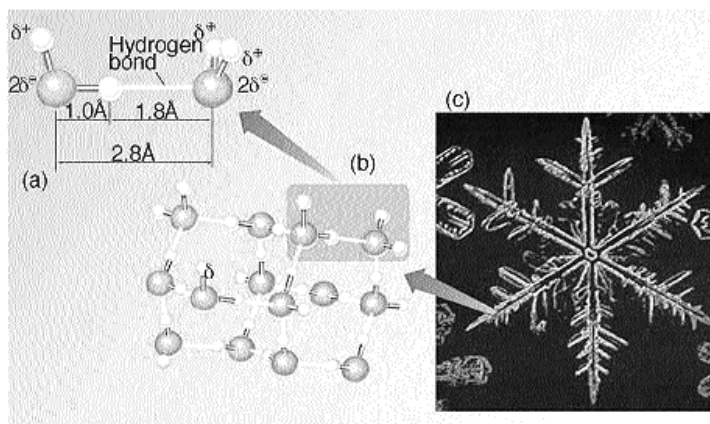 δ+
Hydrogen bond
δ+
δ+
2δ-
2δ-
1.0Å
1.8Å
2.8Å
(a)
(b)
(c)
δ